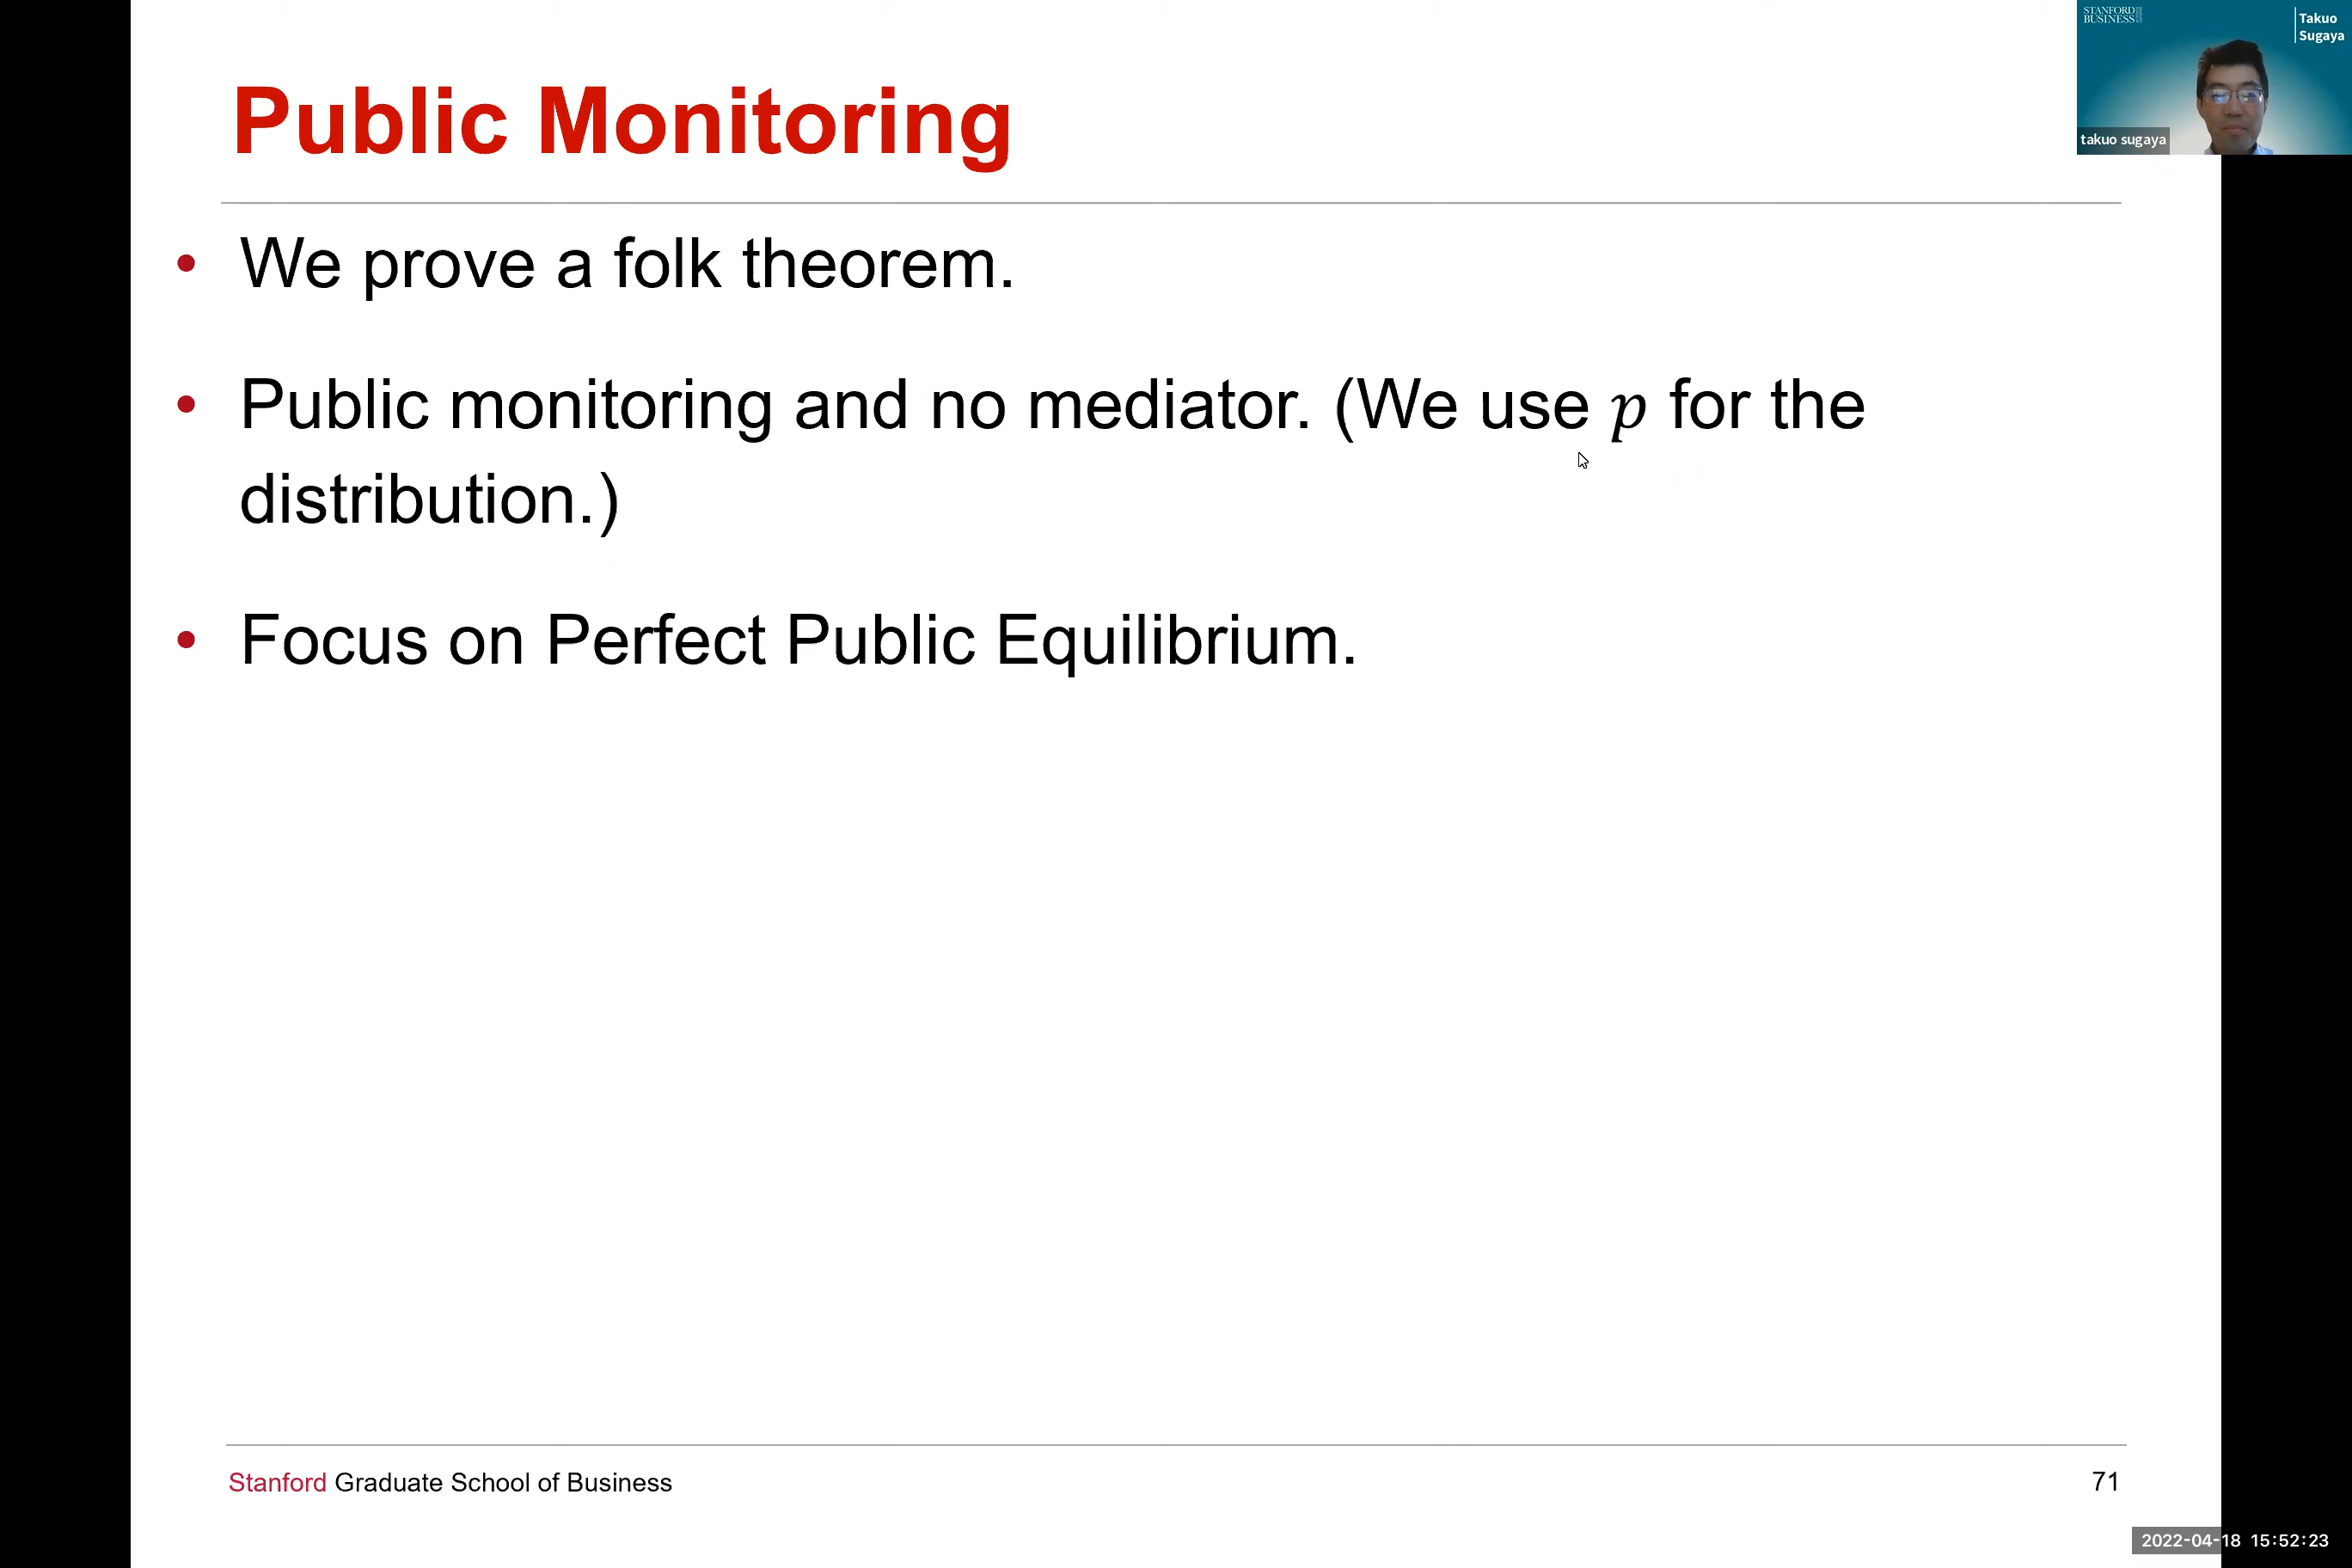 Public Monitoring
STANFORD
BUSINESS
Takuo
Sugaya
takuo sugaya
• We prove a folk theorem.
• Public monitoring and no mediator. (We use p for the
distribution.)
• Focus on Perfect Public Equilibrium.
Stanford Graduate School of Business
71
2022-04-18 15:52:23